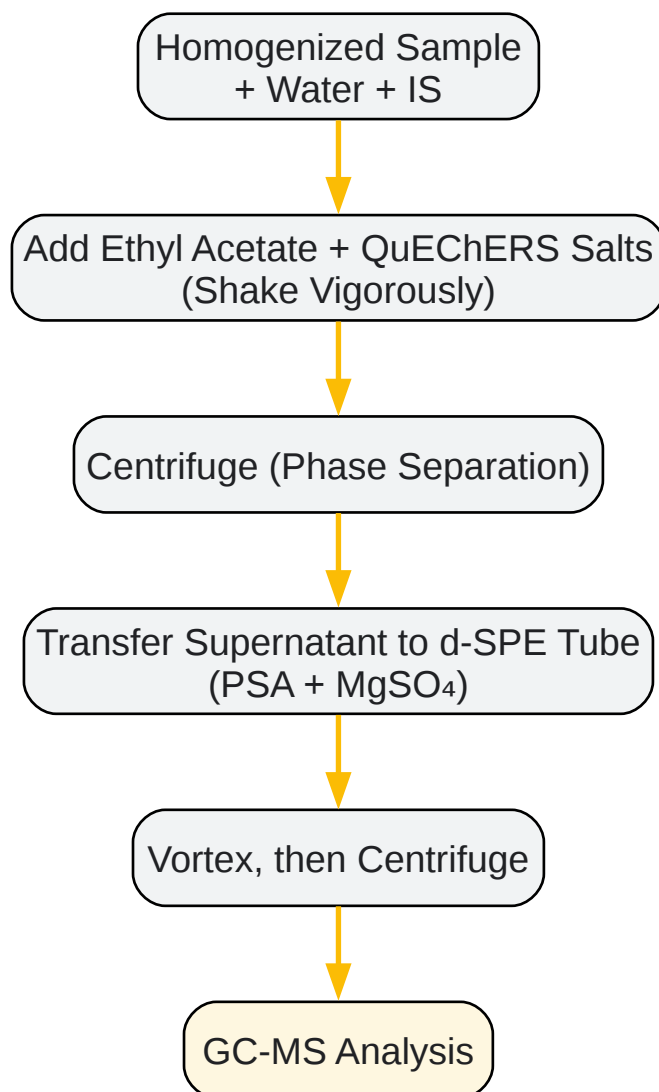 Homogenized Sample
+ Water + IS
Add Ethyl Acetate + QuEChERS Salts
(Shake Vigorously)
Centrifuge (Phase Separation)
Transfer Supernatant to d-SPE Tube
(PSA + MgSO₄)
Vortex, then Centrifuge
GC-MS Analysis